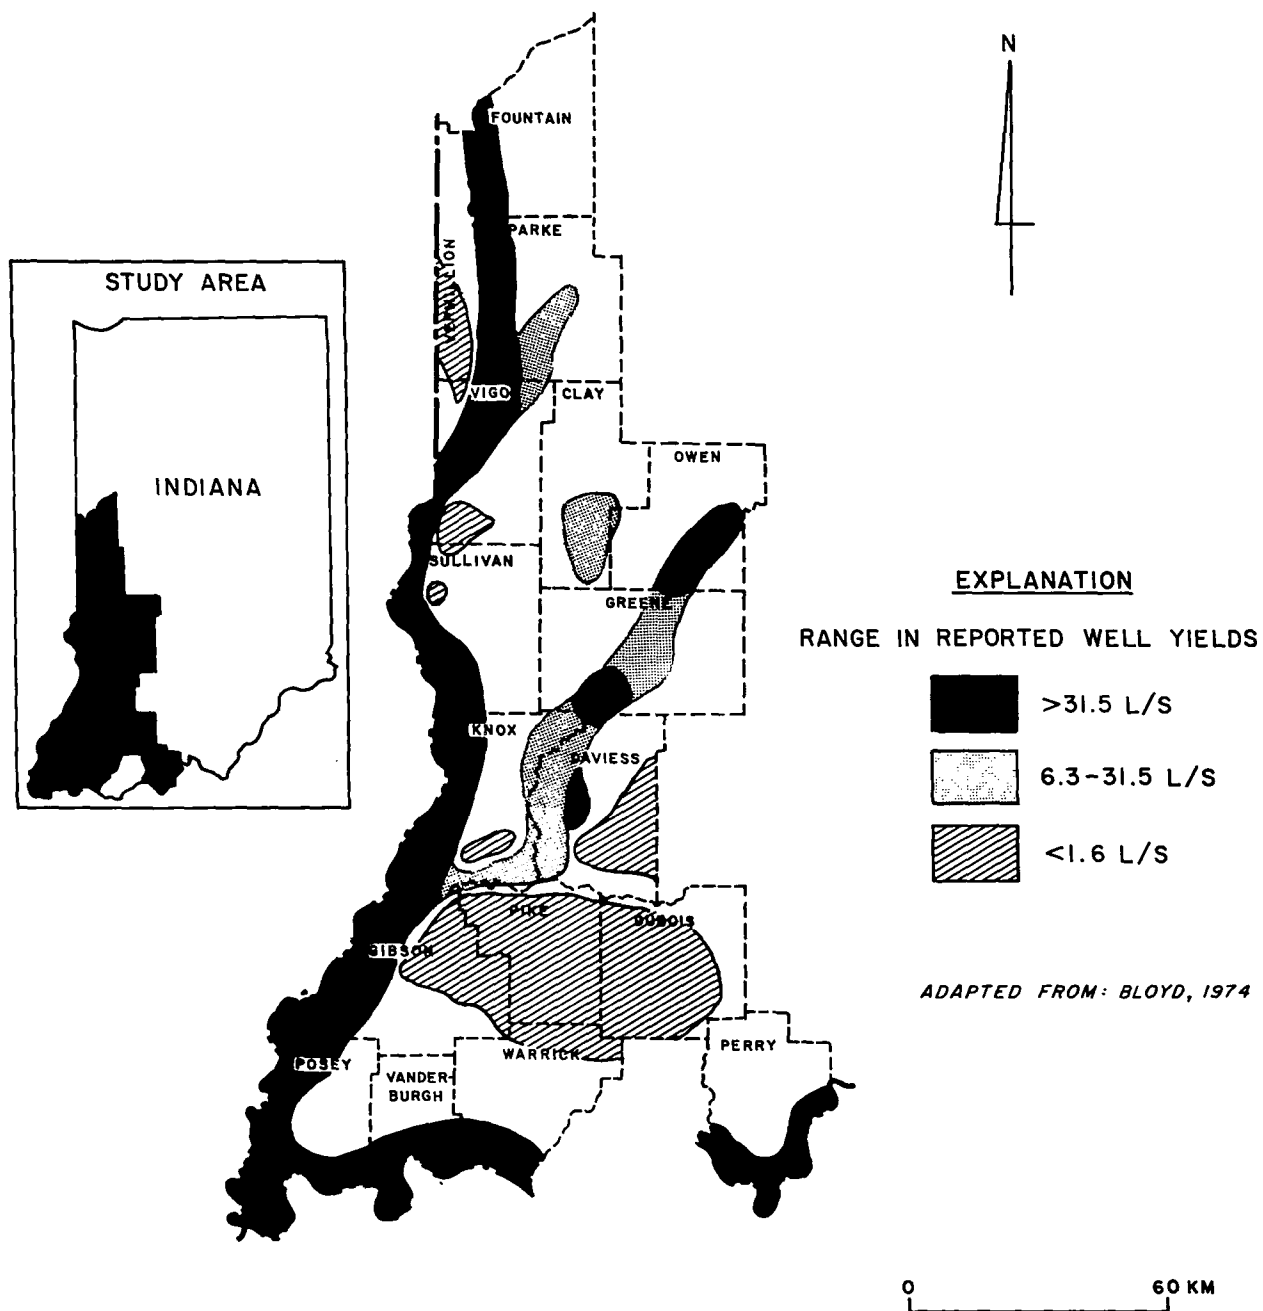 N
FOUNTAIN
PARKE
VERMILLION
STUDY AREA
INDIANA
VIGO
CLAY
OWEN
SULLIVAN
GREENE
KNOX
DAVIESS
PIKE
DUBOIS
GIBSON
POSEY
VANDER-
BURGH
WARRICK
PERRY
EXPLANATION
RANGE IN REPORTED WELL YIELDS
>31.5 L/S
6.3-31.5 L/S
<1.6 L/S
ADAPTED FROM: BLOYD, 1974
0 60 KM